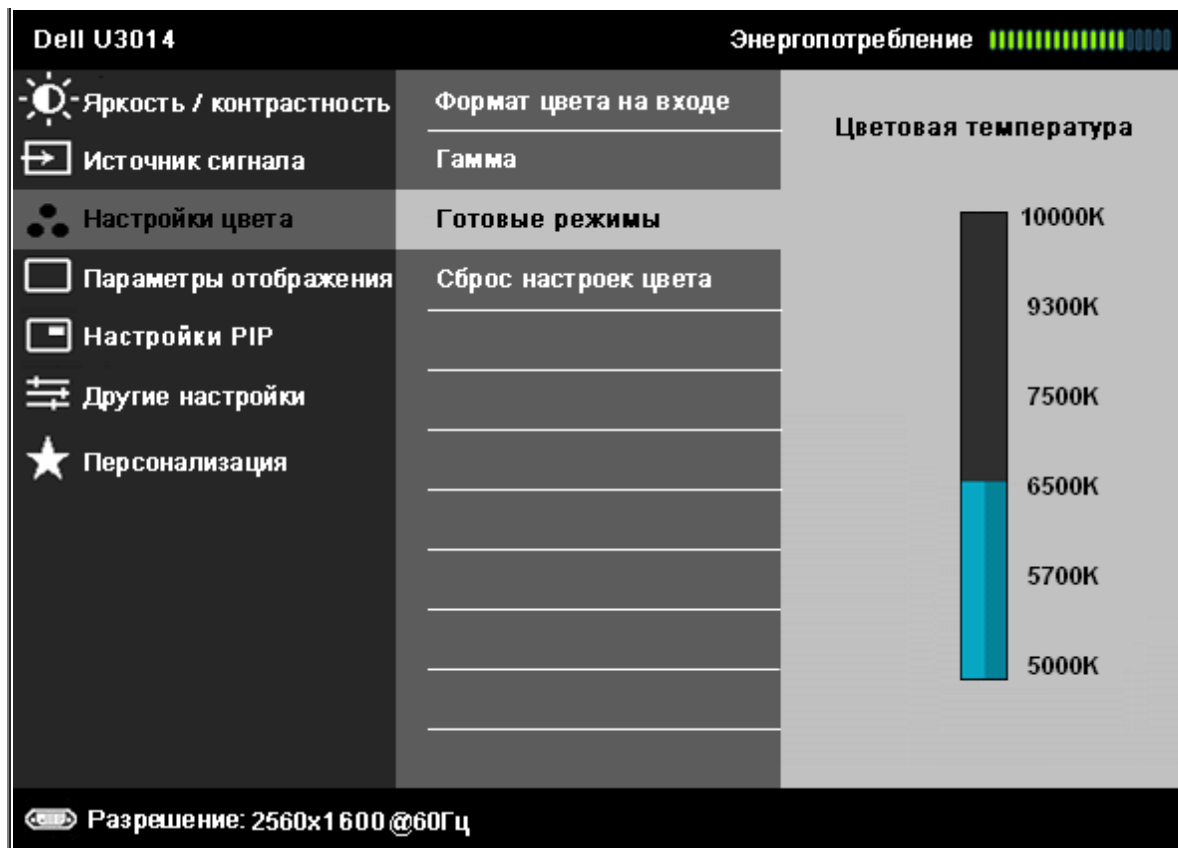 Dell U3014
Энергопотребление
Яркость / контрастность
Источник сигнала
Настройки цвета
Параметры отображения
Настройки PIP
Другие настройки
Персонализация
Формат цвета на входе
Гамма
Готовые режимы
Сброс настроек цвета
Цветовая температура
10000K
9300K
7500K
6500K
5700K
5000K
Разрешение: 2560x1600 @60Гц